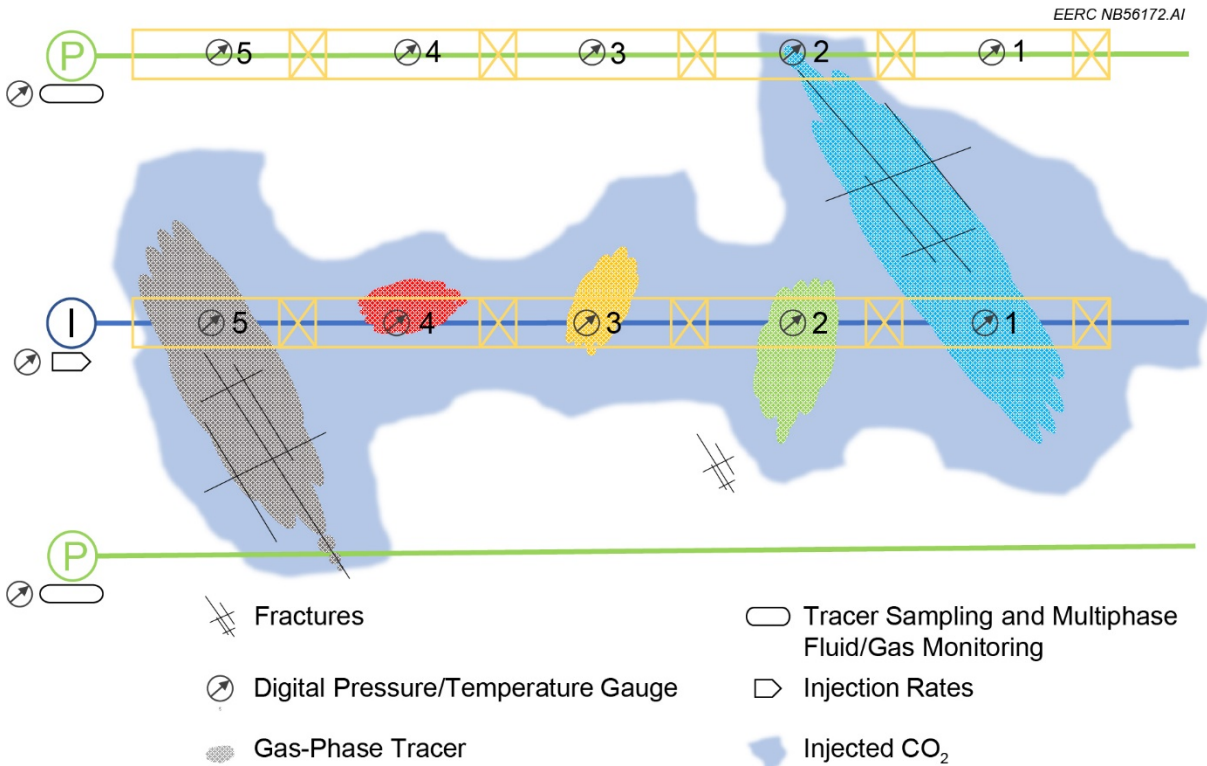 EERC NB56172.AI
P 5 4 3 2 1
I 5 4 3 2 1
P
Fractures
Tracer Sampling and Multiphase
Fluid/Gas Monitoring
Digital Pressure/Temperature Gauge
Injection Rates
Gas-Phase Tracer
Injected CO₂